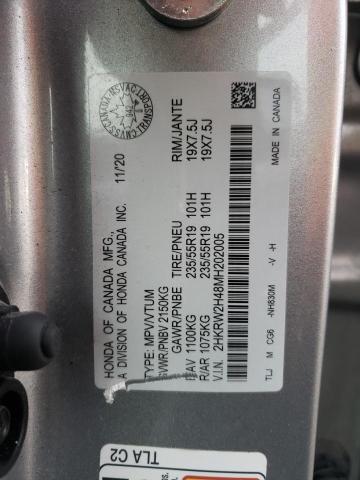 HONDA OF CANADA MFG.,
A DIVISION OF HONDA CANADA INC.
11/20
TYPE: MPV/VTUM
GVWR/PNBV 2150KG
GAWR/PNBE TIRE/PNEU RIM/JANTE
F/AV 1100KG 235/55R19 101H 19X7.5J
R/AR 1075KG 235/55R19 101H 19X7.5J
V.I.N. 2HKRW2H48MH202005
TLJ M CG6 -NH830M -V -H MADE IN CANADA
TLA C2